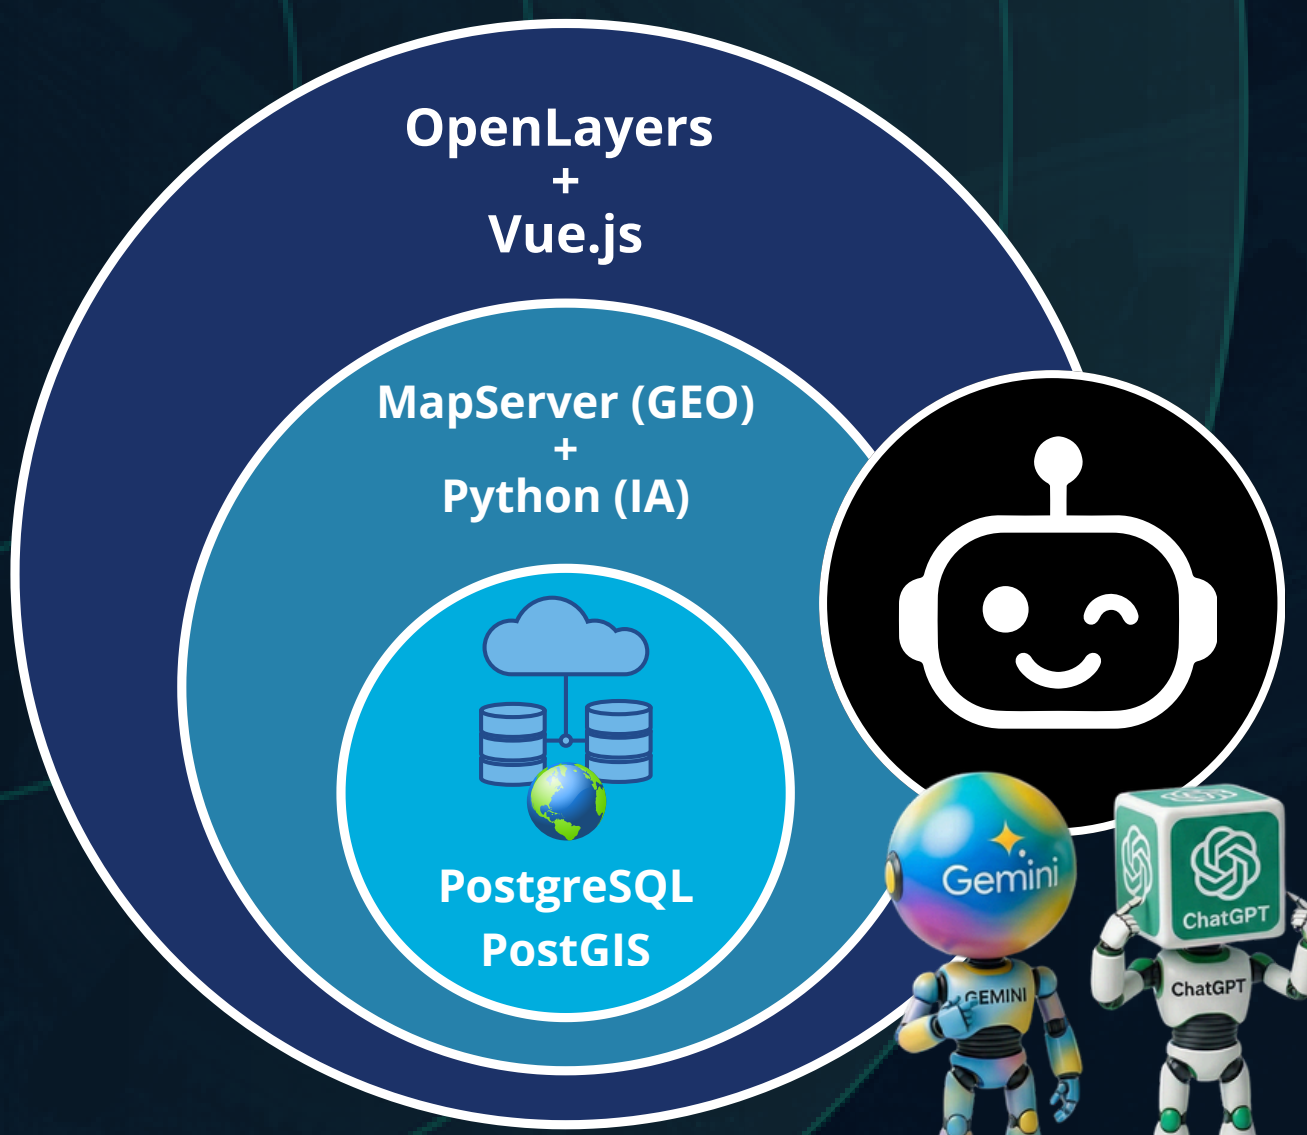 OpenLayers
+
Vue.js
MapServer (GEO)
+
Python (IA)
PostgreSQL
PostGIS
Gemini
GEMINI
ChatGPT
ChatGPT